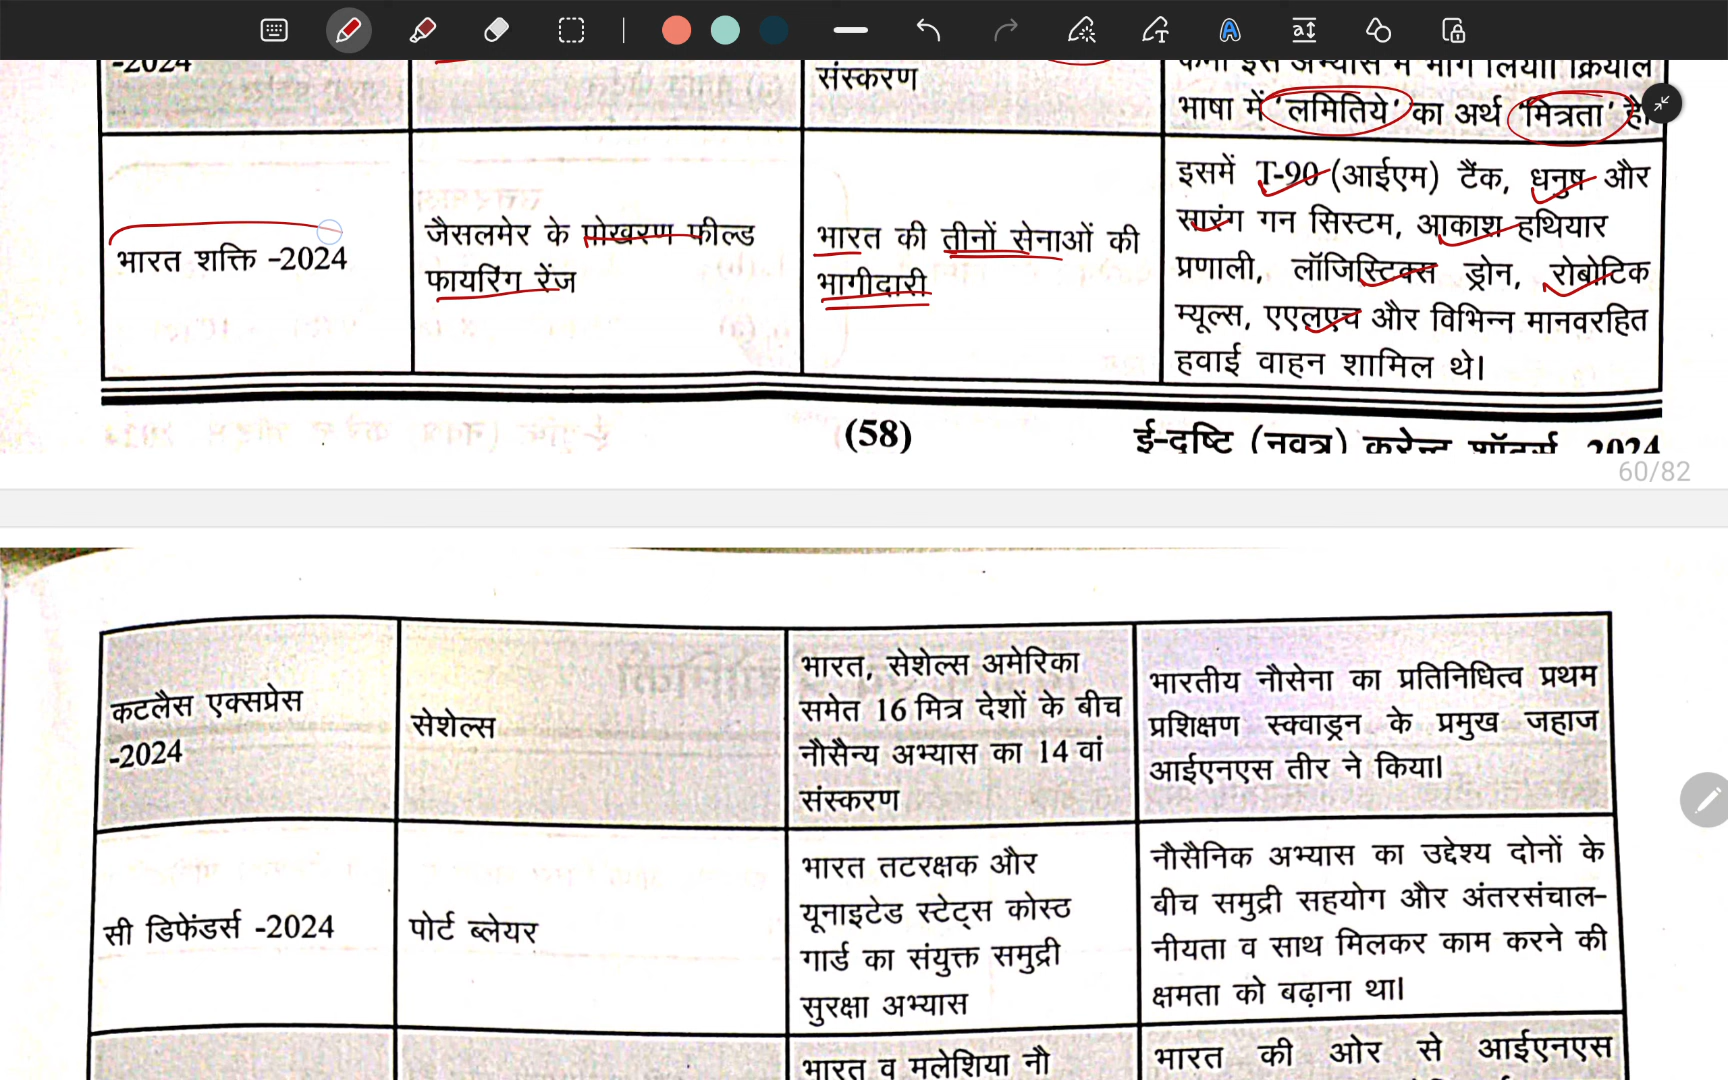 -2024
संस्करण
भाषा में 'लमितिये' का अर्थ 'मित्रता' है।
भारत शक्ति -2024
जैसलमेर के पोखरण फील्ड
फायरिंग रेंज
भारत की तीनों सेनाओं की
भागीदारी
इसमें T-90 (आईएम) टैंक, धनुष और
सारंग गन सिस्टम, आकाश हथियार
प्रणाली, लॉजिस्टिक्स ड्रोन, रोबोटिक
म्यूल्स, एएलएच और विभिन्न मानवरहित
हवाई वाहन शामिल थे।
(58)
ई-दृष्टि (नवत्र) करेन्ट शॉटर्स 2024
60/82
कटलैस एक्सप्रेस
-2024
सेशेल्स
भारत, सेशेल्स अमेरिका
समेत 16 मित्र देशों के बीच
नौसैन्य अभ्यास का 14 वां
संस्करण
भारतीय नौसेना का प्रतिनिधित्व प्रथम
प्रशिक्षण स्क्वाड्रन के प्रमुख जहाज
आईएनएस तीर ने किया।
सी डिफेंडर्स -2024
पोर्ट ब्लेयर
भारत तटरक्षक और
यूनाइटेड स्टेट्स कोस्ट
गार्ड का संयुक्त समुद्री
सुरक्षा अभ्यास
नौसैनिक अभ्यास का उद्देश्य दोनों के
बीच समुद्री सहयोग और अंतरसंचाल-
नीयता व साथ मिलकर काम करने की
क्षमता को बढ़ाना था।
भारत व मलेशिया नौ
भारत की ओर से आईएनएस